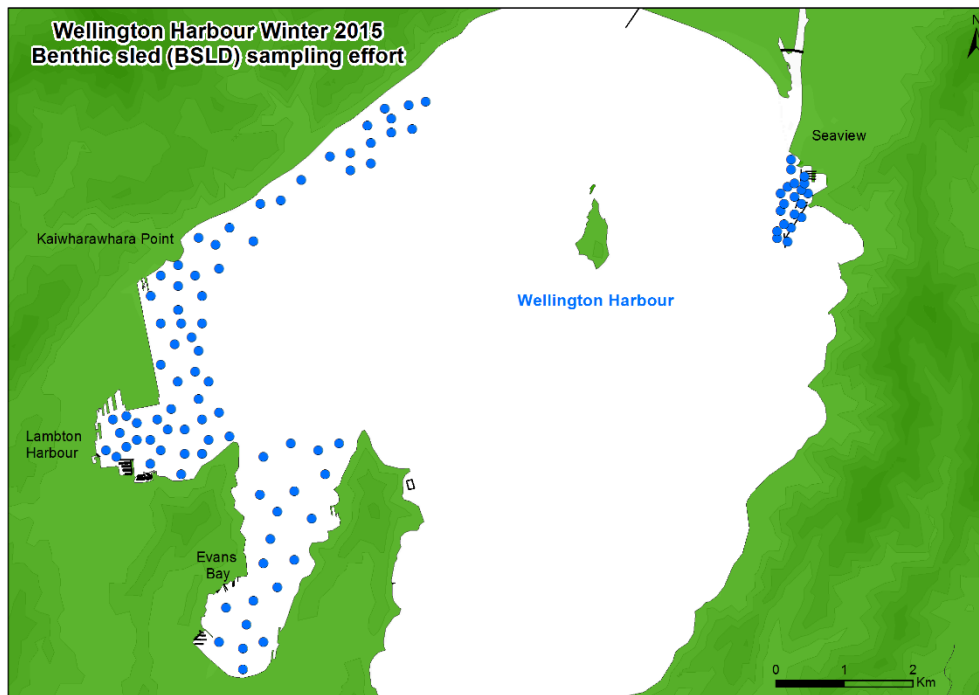 Wellington Harbour Winter 2015
Benthic sled (BSLD) sampling effort
N
Seaview
Kaiwharawhara Point
Wellington Harbour
Lambton
Harbour
Evans
Bay
0 1 2
Km